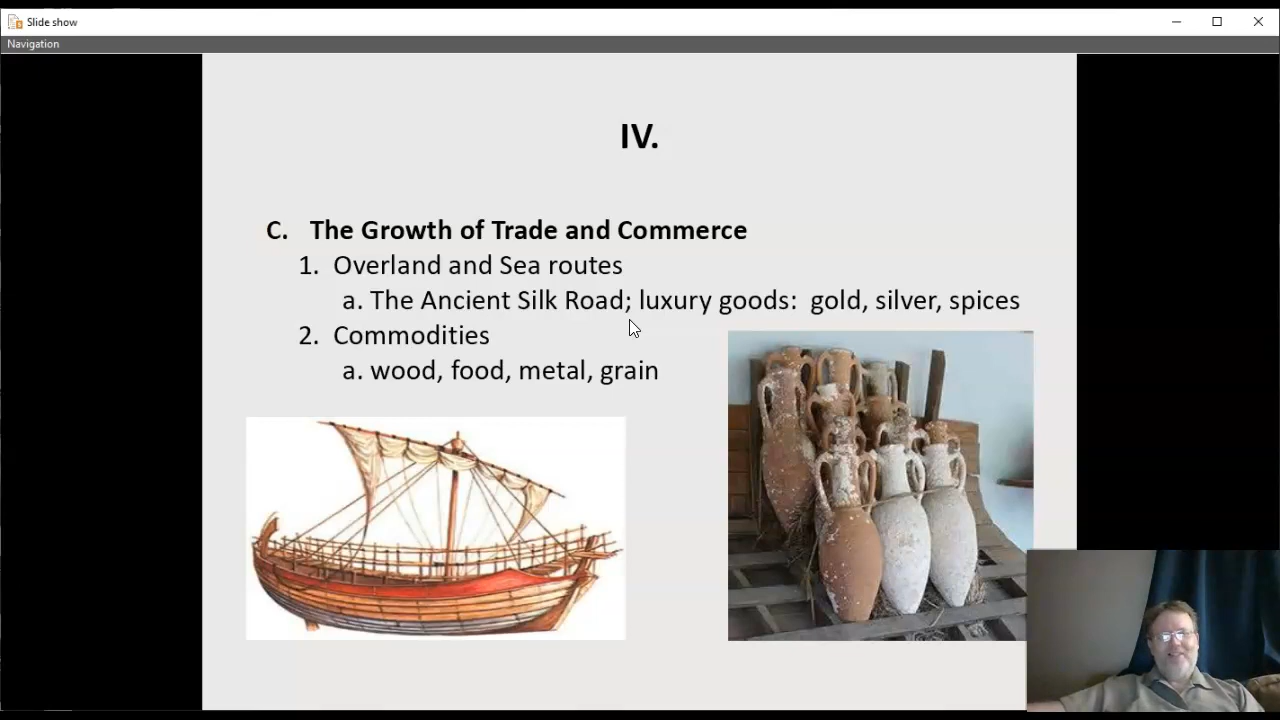 Slide show
Navigation
IV.
C. The Growth of Trade and Commerce
1. Overland and Sea routes
a. The Ancient Silk Road; luxury goods: gold, silver, spices
2. Commodities
a. wood, food, metal, grain